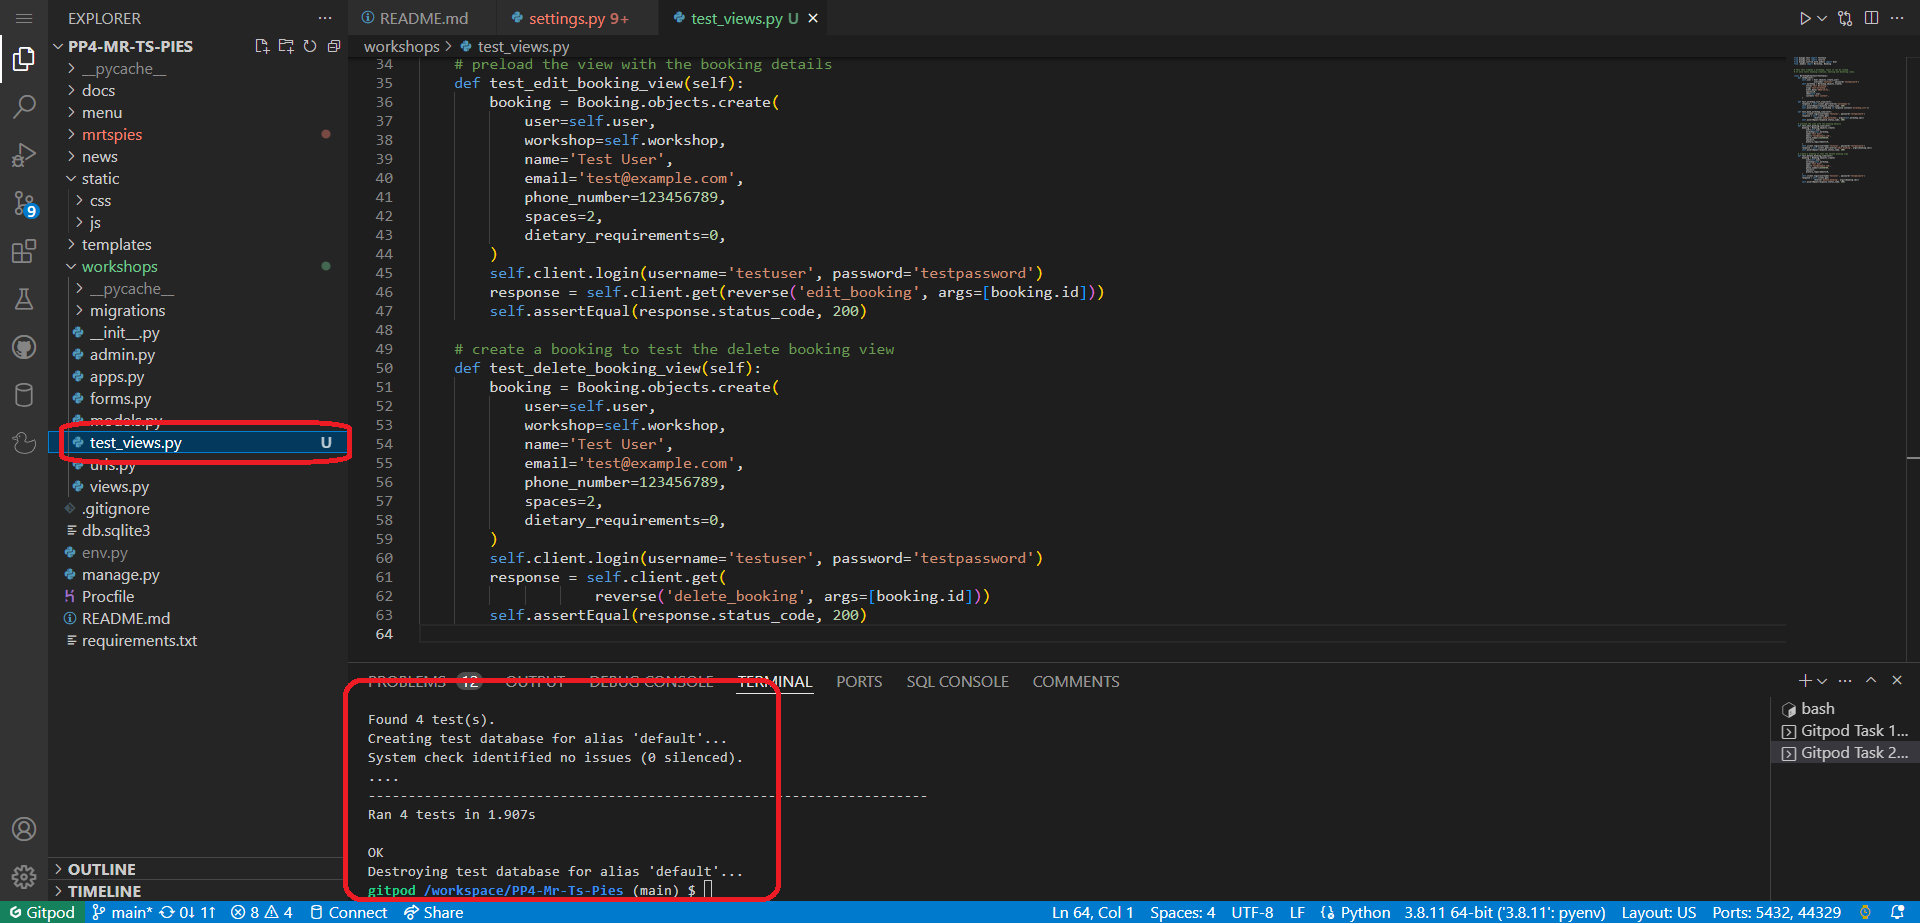 EXPLORER
PP4-MR-TS-PIES
__pycache__
docs
menu
mrtspies
news
static
css
js
templates
workshops
__pycache__
migrations
__init__.py
admin.py
apps.py
forms.py
models.py
test_views.py U
urls.py
views.py
.gitignore
db.sqlite3
env.py
manage.py
Procfile
README.md
requirements.txt
OUTLINE
TIMELINE
9
README.md settings.py 9+ test_views.py U
workshops > test_views.py
34 # preload the view with the booking details
35 def test_edit_booking_view(self):
36 booking = Booking.objects.create(
37 user=self.user,
38 workshop=self.workshop,
39 name='Test User',
40 email='test@example.com',
41 phone_number=123456789,
42 spaces=2,
43 dietary_requirements=0,
44 )
45 self.client.login(username='testuser', password='testpassword')
46 response = self.client.get(reverse('edit_booking', args=[booking.id]))
47 self.assertEqual(response.status_code, 200)
48
49 # create a booking to test the delete booking view
50 def test_delete_booking_view(self):
51 booking = Booking.objects.create(
52 user=self.user,
53 workshop=self.workshop,
54 name='Test User',
55 email='test@example.com',
56 phone_number=123456789,
57 spaces=2,
58 dietary_requirements=0,
59 )
60 self.client.login(username='testuser', password='testpassword')
61 response = self.client.get(
62 reverse('delete_booking', args=[booking.id]))
63 self.assertEqual(response.status_code, 200)
64
PROBLEMS 12 OUTPUT DEBUG CONSOLE TERMINAL PORTS SQL CONSOLE COMMENTS
Found 4 test(s).
Creating test database for alias 'default'...
System check identified no issues (0 silenced).
....
----------------------------------------------------------------------
Ran 4 tests in 1.907s
OK
Destroying test database for alias 'default'...
gitpod /workspace/PP4-Mr-Ts-Pies (main) $
bash
Gitpod Task 1...
Gitpod Task 2...
Gitpod main* 0↓ 1↑ 8 4 Connect Share Ln 64, Col 1 Spaces: 4 UTF-8 LF Python 3.8.11 64-bit ('3.8.11': pyenv) Layout: US Ports: 5432, 44329